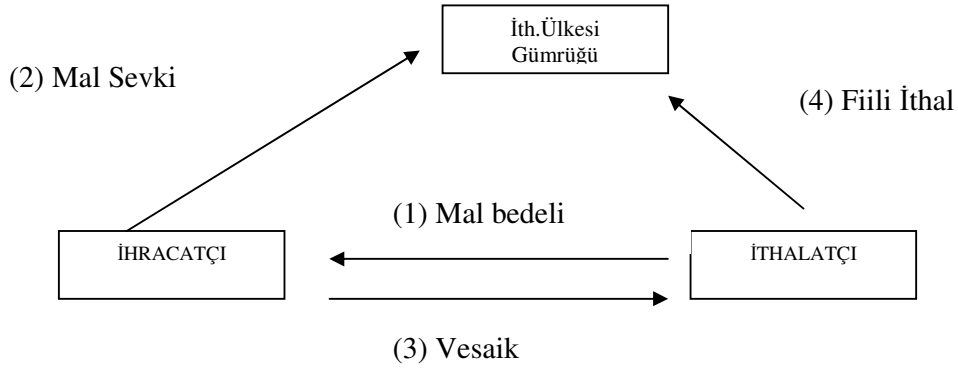 İth.Ülkesi
Gümrüğü
(2) Mal Sevki
(4) Fiili İthal
(1) Mal bedeli
İHRACATÇI
İTHALATÇI
(3) Vesaik